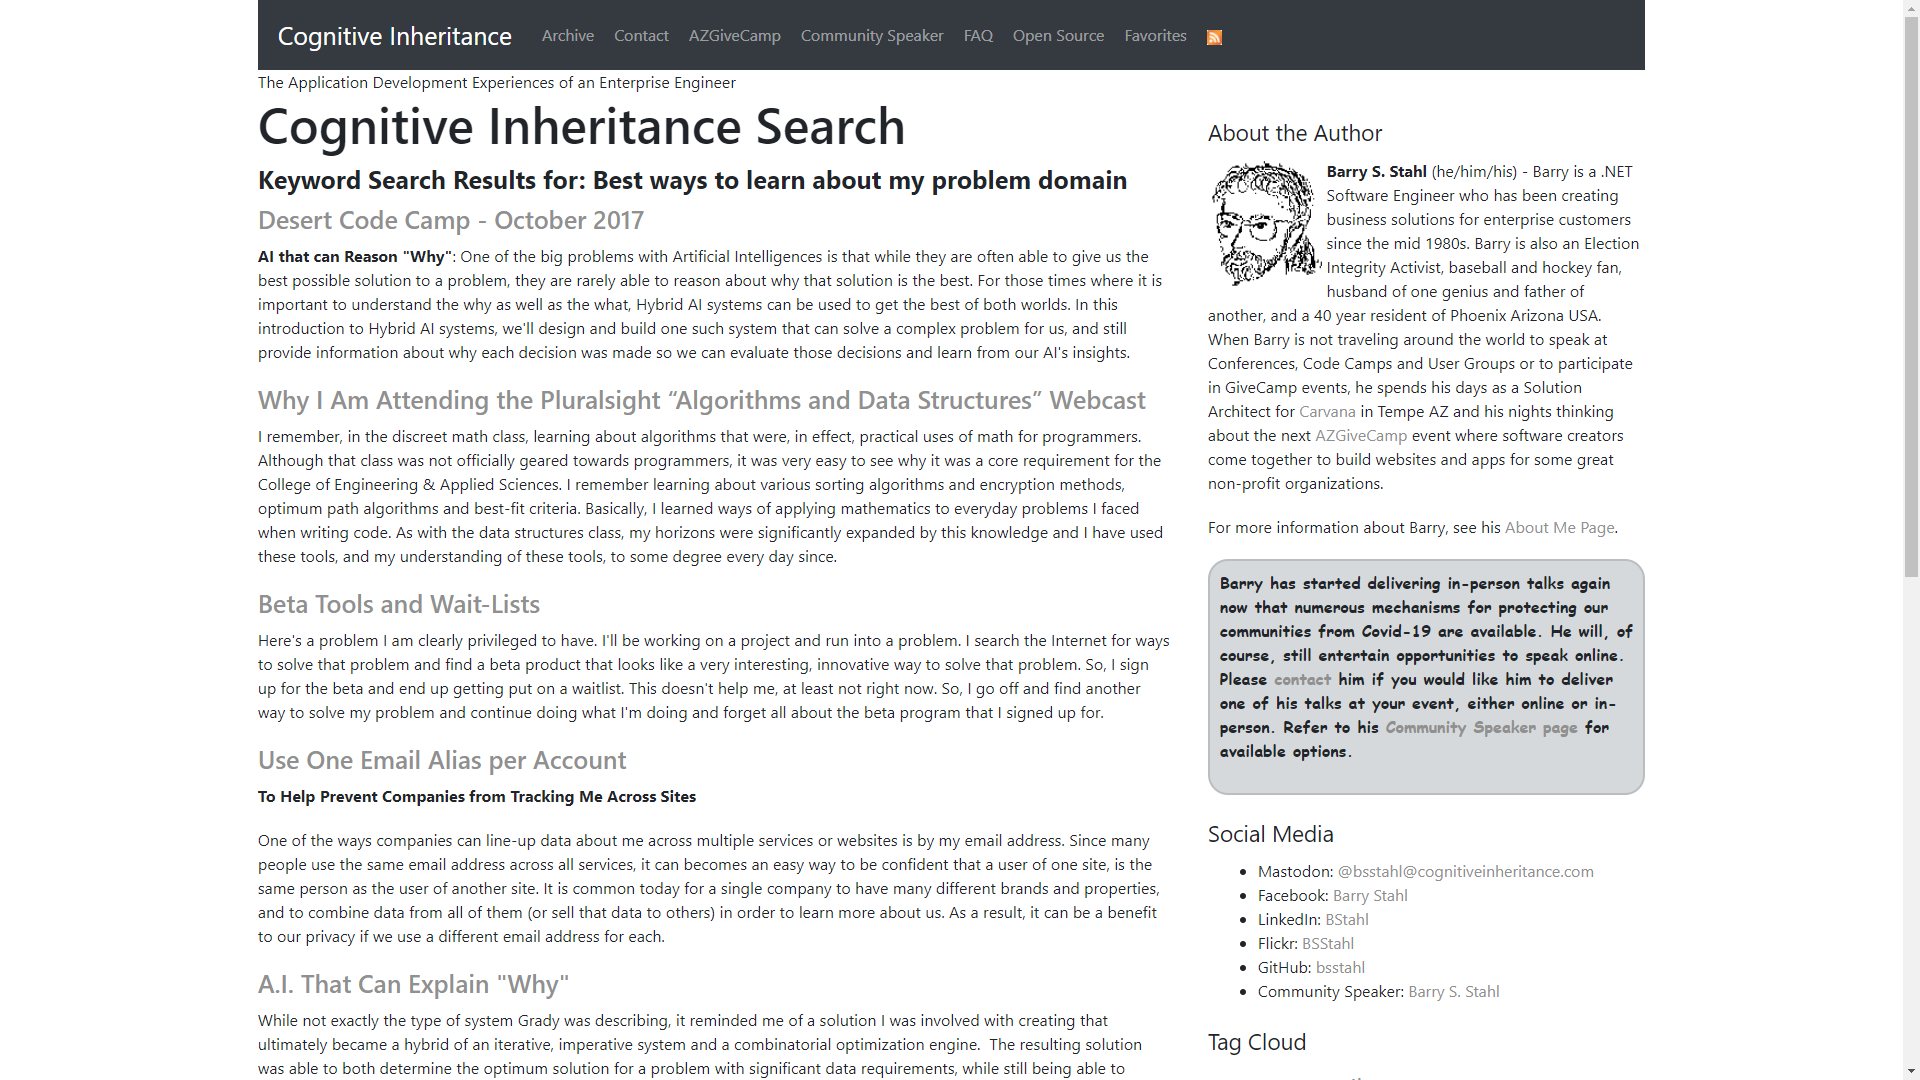 Cognitive Inheritance Archive Contact AZGiveCamp Community Speaker FAQ Open Source Favorites
The Application Development Experiences of an Enterprise Engineer
Cognitive Inheritance Search
Keyword Search Results for: Best ways to learn about my problem domain
Desert Code Camp - October 2017
AI that can Reason "Why": One of the big problems with Artificial Intelligences is that while they are often able to give us the
best possible solution to a problem, they are rarely able to reason about why that solution is the best. For those times where it is
important to understand the why as well as the what, Hybrid AI systems can be used to get the best of both worlds. In this
introduction to Hybrid AI systems, we'll design and build one such system that can solve a complex problem for us, and still
provide information about why each decision was made so we can evaluate those decisions and learn from our AI's insights.
Why I Am Attending the Pluralsight “Algorithms and Data Structures” Webcast
I remember, in the discreet math class, learning about algorithms that were, in effect, practical uses of math for programmers.
Although that class was not officially geared towards programmers, it was very easy to see why it was a core requirement for the
College of Engineering & Applied Sciences. I remember learning about various sorting algorithms and encryption methods,
optimum path algorithms and best-fit criteria. Basically, I learned ways of applying mathematics to everyday problems I faced
when writing code. As with the data structures class, my horizons were significantly expanded by this knowledge and I have used
these tools, and my understanding of these tools, to some degree every day since.
Beta Tools and Wait-Lists
Here's a problem I am clearly privileged to have. I'll be working on a project and run into a problem. I search the Internet for ways
to solve that problem and find a beta product that looks like a very interesting, innovative way to solve that problem. So, I sign
up for the beta and end up getting put on a waitlist. This doesn't help me, at least not right now. So, I go off and find another
way to solve my problem and continue doing what I'm doing and forget all about the beta program that I signed up for.
Use One Email Alias per Account
To Help Prevent Companies from Tracking Me Across Sites
One of the ways companies can line-up data about me across multiple services or websites is by my email address. Since many
people use the same email address across all services, it can becomes an easy way to be confident that a user of one site, is the
same person as the user of another site. It is common today for a single company to have many different brands and properties,
and to combine data from all of them (or sell that data to others) in order to learn more about us. As a result, it can be a benefit
to our privacy if we use a different email address for each.
A.I. That Can Explain "Why"
While not exactly the type of system Grady was describing, it reminded me of a solution I was involved with creating that
ultimately became a hybrid of an iterative, imperative system and a combinatorial optimization engine. The resulting solution
was able to both determine the optimum solution for a problem with significant data requirements, while still being able to
About the Author
Barry S. Stahl (he/him/his) - Barry is a .NET
Software Engineer who has been creating
business solutions for enterprise customers
since the mid 1980s. Barry is also an Election
Integrity Activist, baseball and hockey fan,
husband of one genius and father of
another, and a 40 year resident of Phoenix Arizona USA.
When Barry is not traveling around the world to speak at
Conferences, Code Camps and User Groups or to participate
in GiveCamp events, he spends his days as a Solution
Architect for Carvana in Tempe AZ and his nights thinking
about the next AZGiveCamp event where software creators
come together to build websites and apps for some great
non-profit organizations.
For more information about Barry, see his About Me Page.
Barry has started delivering in-person talks again
now that numerous mechanisms for protecting our
communities from Covid-19 are available. He will, of
course, still entertain opportunities to speak online.
Please contact him if you would like him to deliver
one of his talks at your event, either online or in-
person. Refer to his Community Speaker page for
available options.
Social Media
• Mastodon: @bsstahl@cognitiveinheritance.com
• Facebook: Barry Stahl
• LinkedIn: BStahl
• Flickr: BSStahl
• GitHub: bsstahl
• Community Speaker: Barry S. Stahl
Tag Cloud